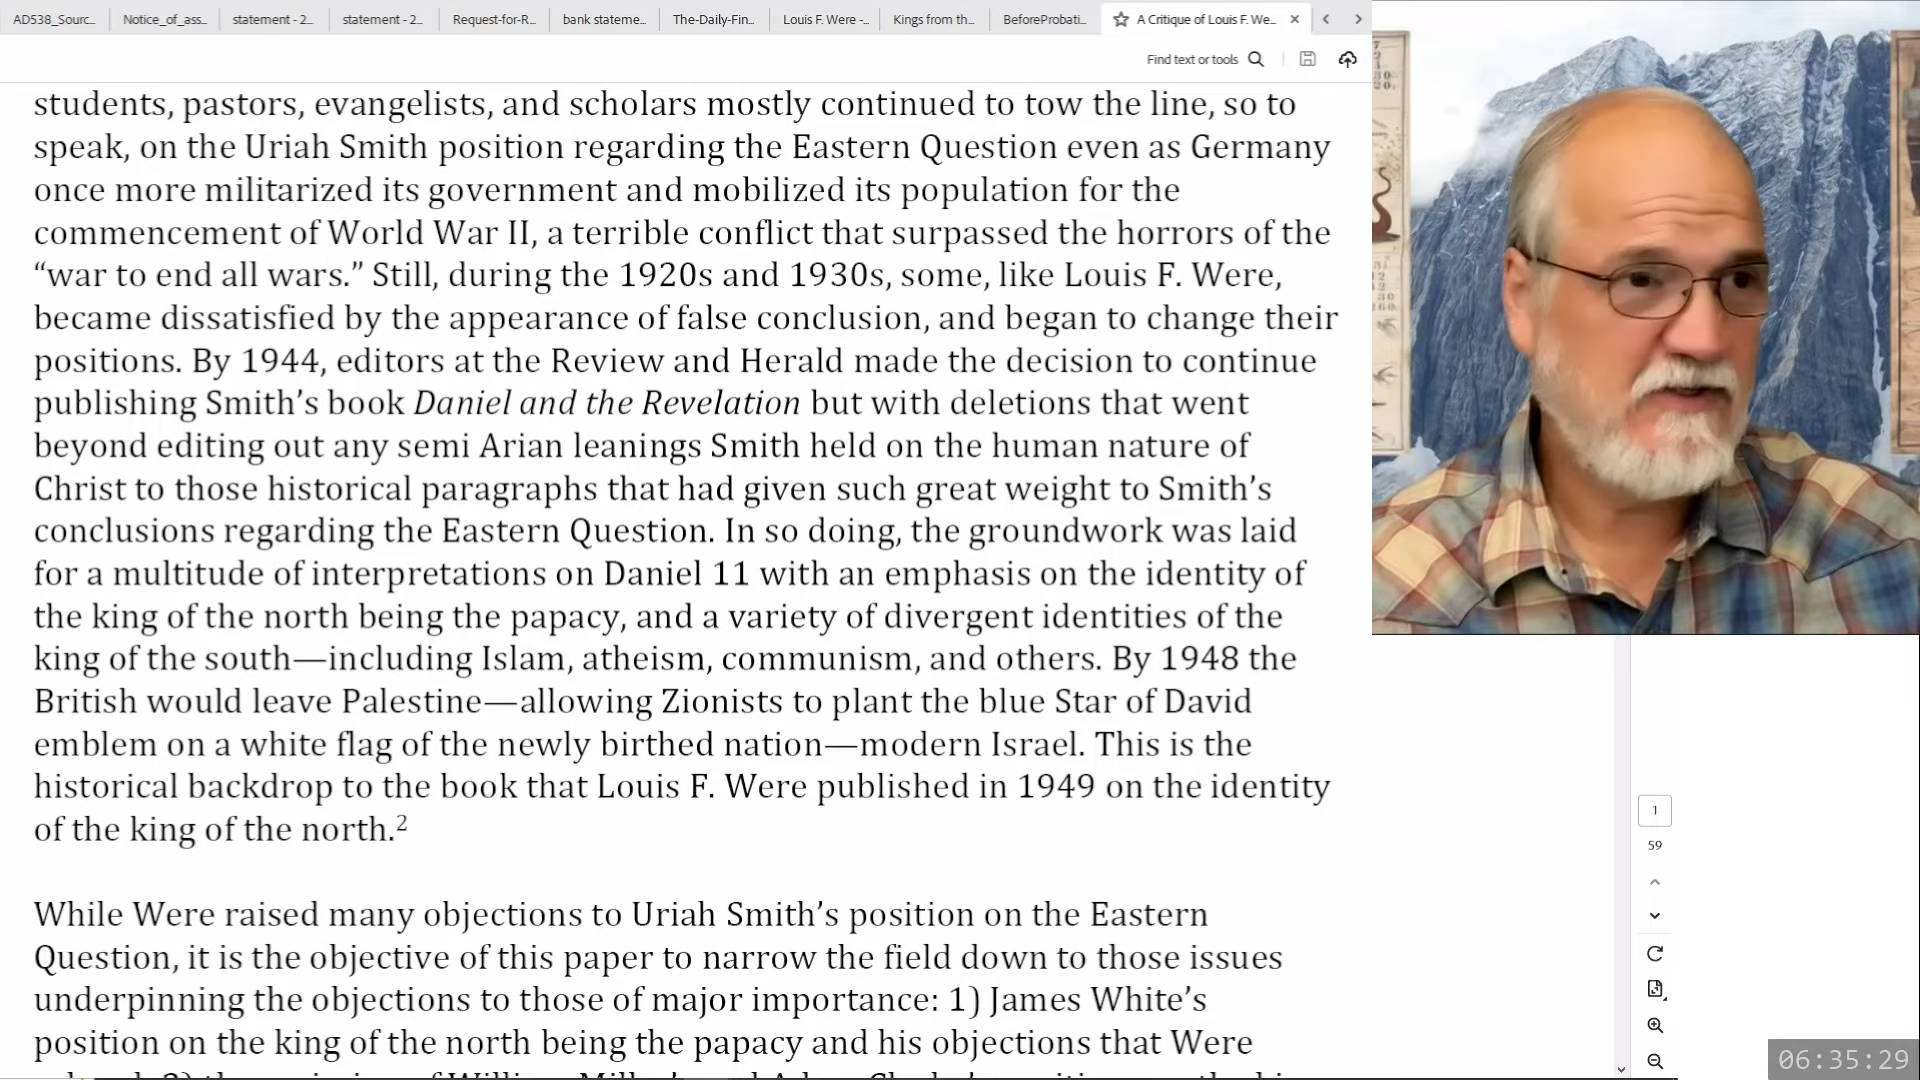 AD538_Sourc...
Notice_of_ass...
statement - 2...
statement - 2...
Request-for-R...
bank stateme...
The-Daily-Fin...
Louis F. Were -...
Kings from th...
BeforeProbati...
A Critique of Louis F. We...
Find text or tools
students, pastors, evangelists, and scholars mostly continued to tow the line, so to
speak, on the Uriah Smith position regarding the Eastern Question even as Germany
once more militarized its government and mobilized its population for the
commencement of World War II, a terrible conflict that surpassed the horrors of the
“war to end all wars.” Still, during the 1920s and 1930s, some, like Louis F. Were,
became dissatisfied by the appearance of false conclusion, and began to change their
positions. By 1944, editors at the Review and Herald made the decision to continue
publishing Smith’s book Daniel and the Revelation but with deletions that went
beyond editing out any semi Arian leanings Smith held on the human nature of
Christ to those historical paragraphs that had given such great weight to Smith’s
conclusions regarding the Eastern Question. In so doing, the groundwork was laid
for a multitude of interpretations on Daniel 11 with an emphasis on the identity of
the king of the north being the papacy, and a variety of divergent identities of the
king of the south—including Islam, atheism, communism, and others. By 1948 the
British would leave Palestine—allowing Zionists to plant the blue Star of David
emblem on a white flag of the newly birthed nation—modern Israel. This is the
historical backdrop to the book that Louis F. Were published in 1949 on the identity
of the king of the north.2
While Were raised many objections to Uriah Smith’s position on the Eastern
Question, it is the objective of this paper to narrow the field down to those issues
underpinning the objections to those of major importance: 1) James White’s
position on the king of the north being the papacy and his objections that Were
1
59
06:35:29